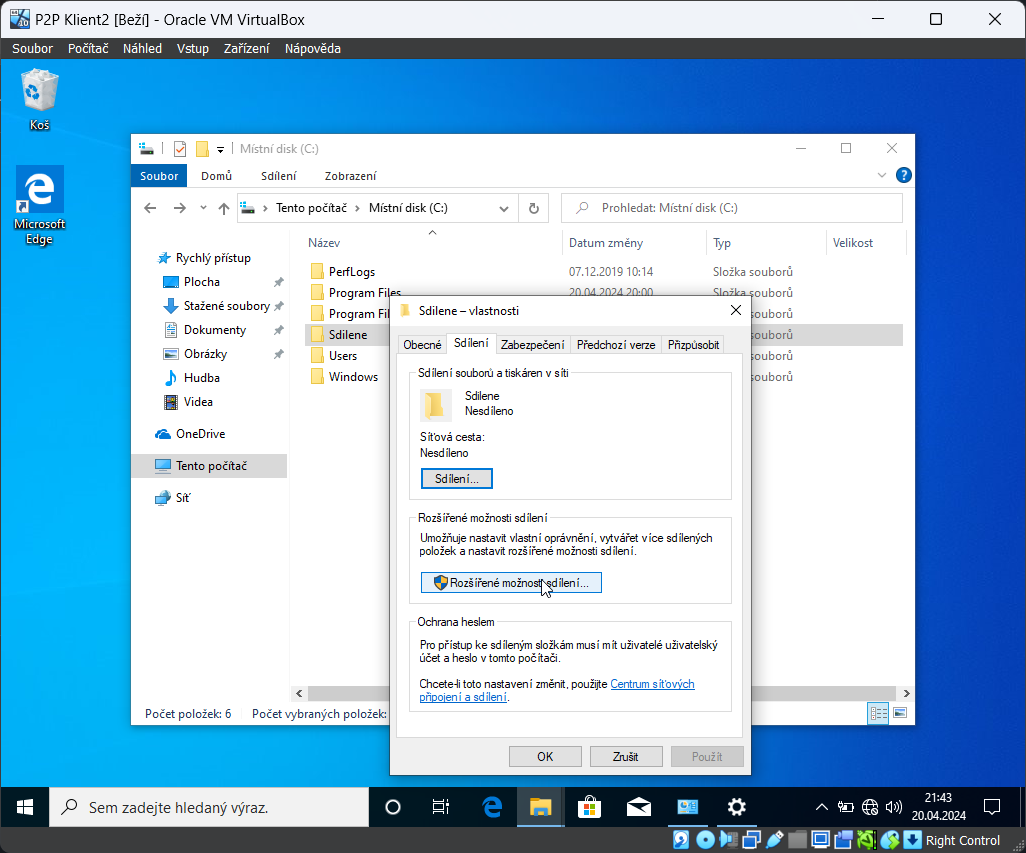 P2P Klient2 [Beží] - Oracle VM VirtualBox
Soubor Počítač Náhled Vstup Zařízení Nápověda
Koš
Microsoft
Edge
Místní disk (C:)
Soubor Domů Sdílení Zobrazení
Tento počítač Místní disk (C:)
Prohledat: Místní disk (C:)
Název Datum změny Typ Velikost
Rychlý přístup
Plocha
Stažené soubory
Dokumenty
Obrázky
Hudba
Videa
OneDrive
Tento počítač
Síť
PerfLogs 07.12.2019 10:14 Složka souborů
Program Files 20.04.2024 20:00 Složka souborů
Program Fil souborů
Sdilene souborů
Users souborů
Windows souborů
Sdilene – vlastnosti
Obecné Sdílení Zabezpečení Předchozí verze Přizpůsobit
Sdílení souborů a tiskáren v síti
Sdilene
Nesdíleno
Síťová cesta:
Nesdíleno
Sdílení...
Rozšířené možnosti sdílení
Umožňuje nastavit vlastní oprávnění, vytvářet více sdílených
položek a nastavit rozšířené možnosti sdílení.
Rozšířené možnosti sdílení...
Ochrana heslem
Pro přístup ke sdíleným složkám musí mít uživatelé uživatelský
účet a heslo v tomto počítači.
Chcete-li toto nastavení změnit, použijte Centrum síťových
připojení a sdílení.
OK Zrušit Použít
Počet položek: 6 Počet vybraných položek:
Sem zadejte hledaný výraz.
21:43
20.04.2024
Right Control